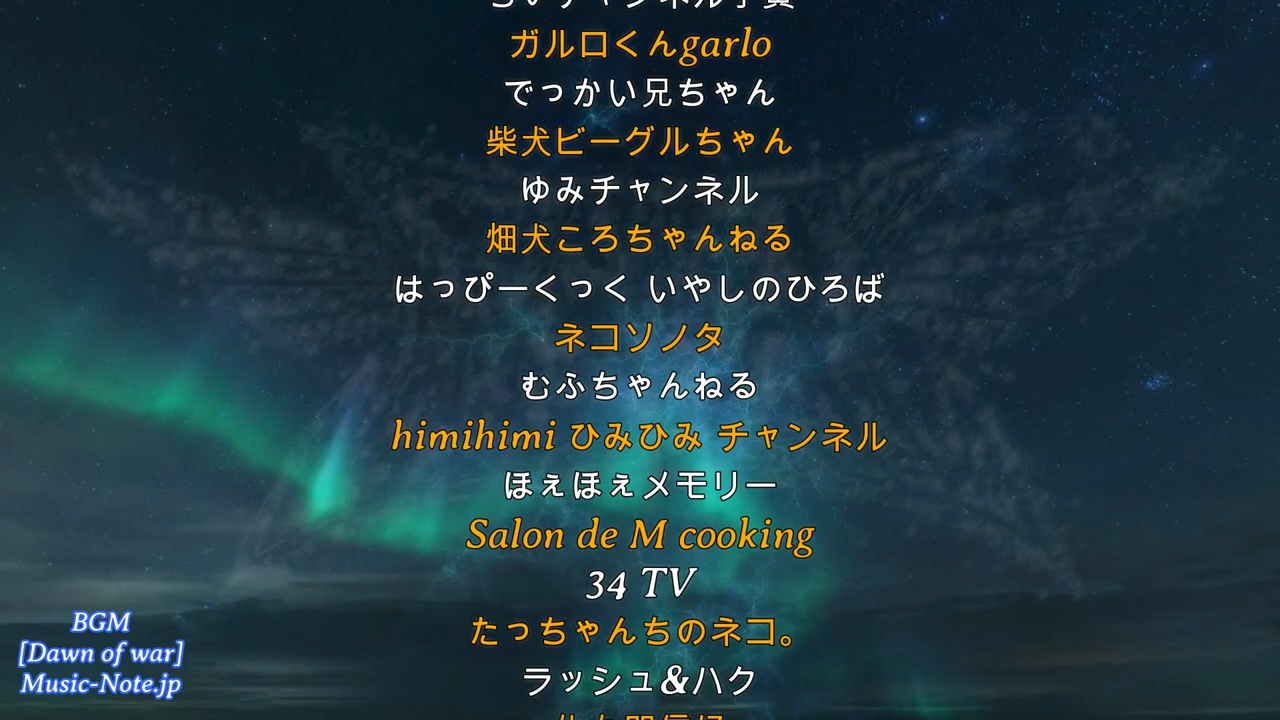 ガルロくんgarlo
でっかい兄ちゃん
柴犬ビーグルちゃん
ゆみチャンネル
畑犬ころちゃんねる
はっぴーくっく いやしのひろば
ネコソノタ
むふちゃんねる
himihimi ひみひみ チャンネル
ほぇほぇメモリー
Salon de M cooking
34 TV
たっちゃんちのネコ。
ラッシュ&ハク
BGM
[Dawn of war]
Music-Note.jp